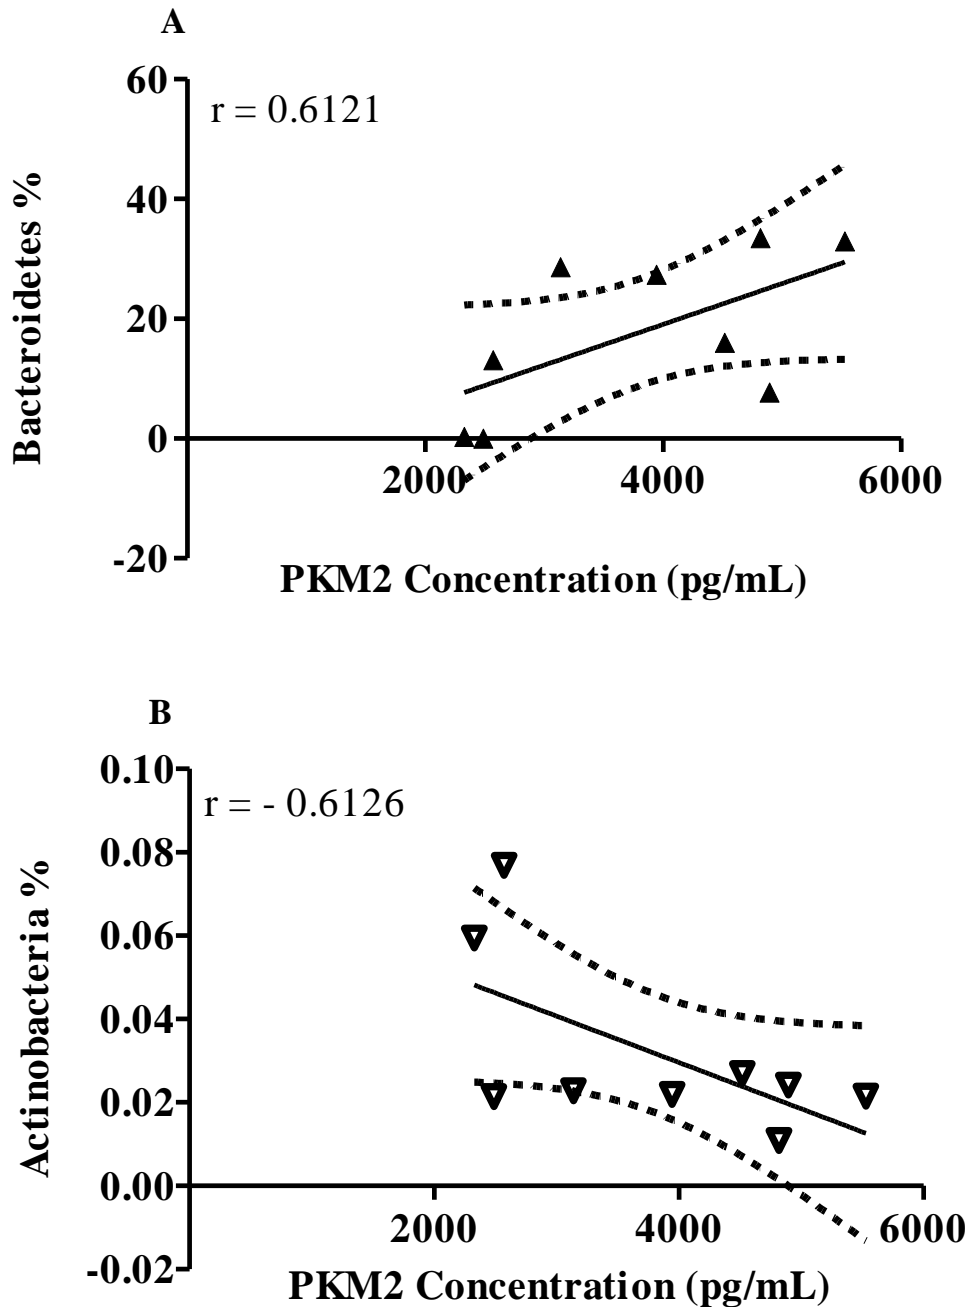 A
60
r = 0.6121
40
20
0
-20
Bacteroidetes %
2000 4000 6000
PKM2 Concentration (pg/mL)
B
0.10
r = - 0.6126
0.08
0.06
0.04
0.02
0.00
-0.02
Actinobacteria %
2000 4000 6000
PKM2 Concentration (pg/mL)